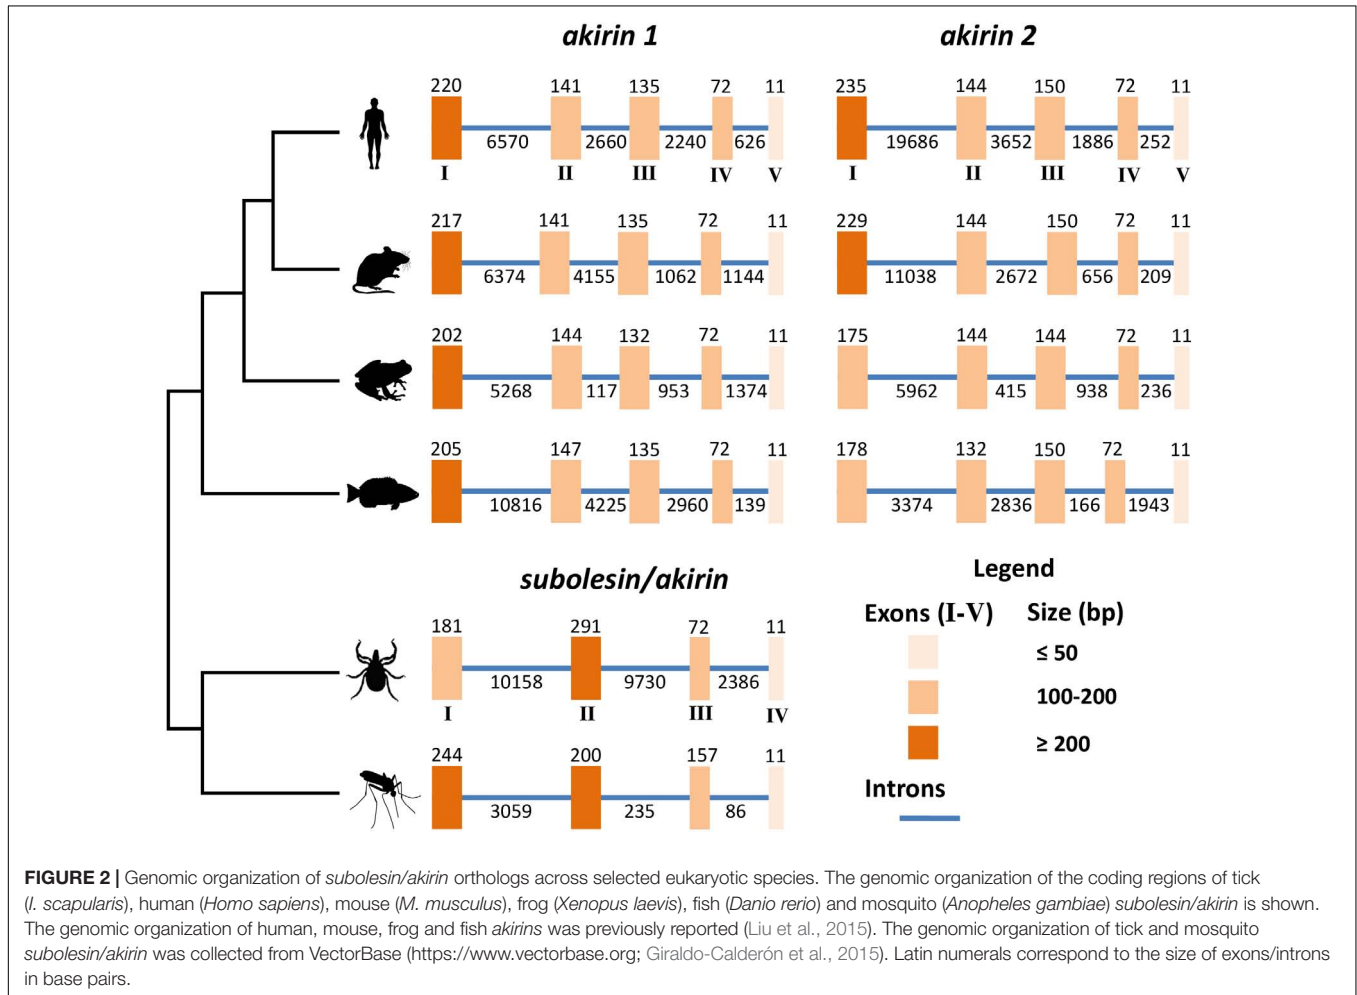 akirin 1 akirin 2
220 141 135 72 11 235 144 150 72 11
6570 2660 2240 626 19686 3652 1886 252
I II III IV V I II III IV V
217 141 135 72 11 229 144 150 72 11
6374 4155 1062 1144 11038 2672 656 209
202 144 132 72 11 175 144 144 72 11
5268 117 953 1374 5962 415 938 236
205 147 135 72 11 178 132 150 72 11
10816 4225 2960 139 3374 2836 166 1943
subolesin/akirin
181 291 72 11
10158 9730 2386
I II III IV
244 200 157 11
3059 235 86
Legend
Exons (I-V) Size (bp)
≤ 50
100-200
≥ 200
Introns
FIGURE 2 | Genomic organization of subolesin/akirin orthologs across selected eukaryotic species. The genomic organization of the coding regions of tick
(I. scapularis), human (Homo sapiens), mouse (M. musculus), frog (Xenopus laevis), fish (Danio rerio) and mosquito (Anopheles gambiae) subolesin/akirin is shown.
The genomic organization of human, mouse, frog and fish akirins was previously reported (Liu et al., 2015). The genomic organization of tick and mosquito
subolesin/akirin was collected from VectorBase (https://www.vectorbase.org; Giraldo-Calderón et al., 2015). Latin numerals correspond to the size of exons/introns
in base pairs.